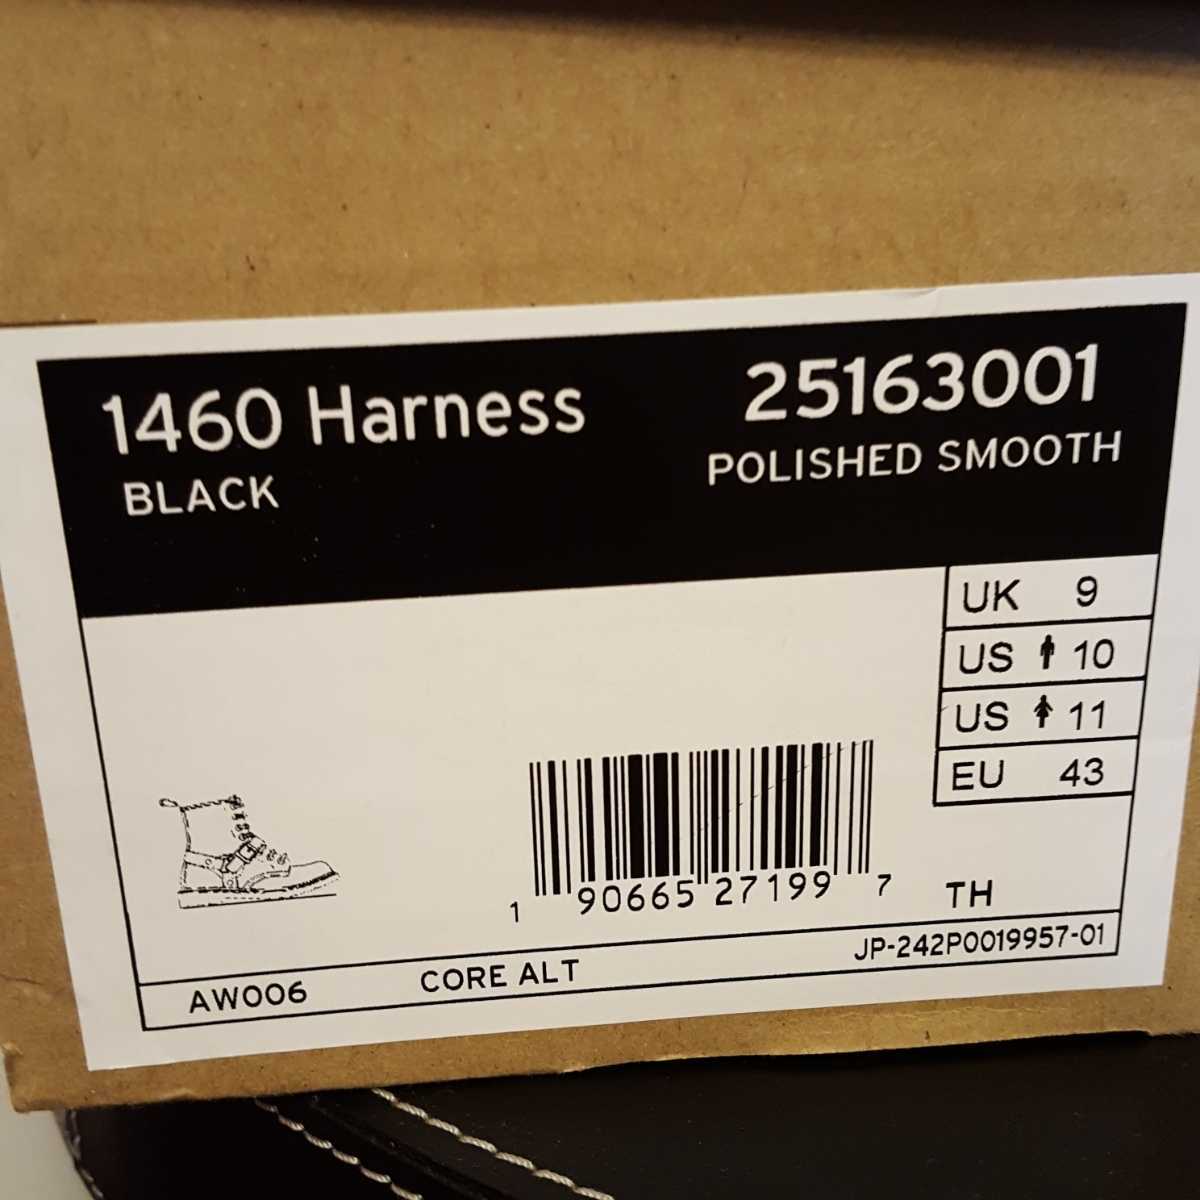 1460 Harness
BLACK
25163001
POLISHED SMOOTH
UK 9
US 10
US 11
EU 43
1 90665 27199 7
TH
AW006 CORE ALT JP-242P0019957-01